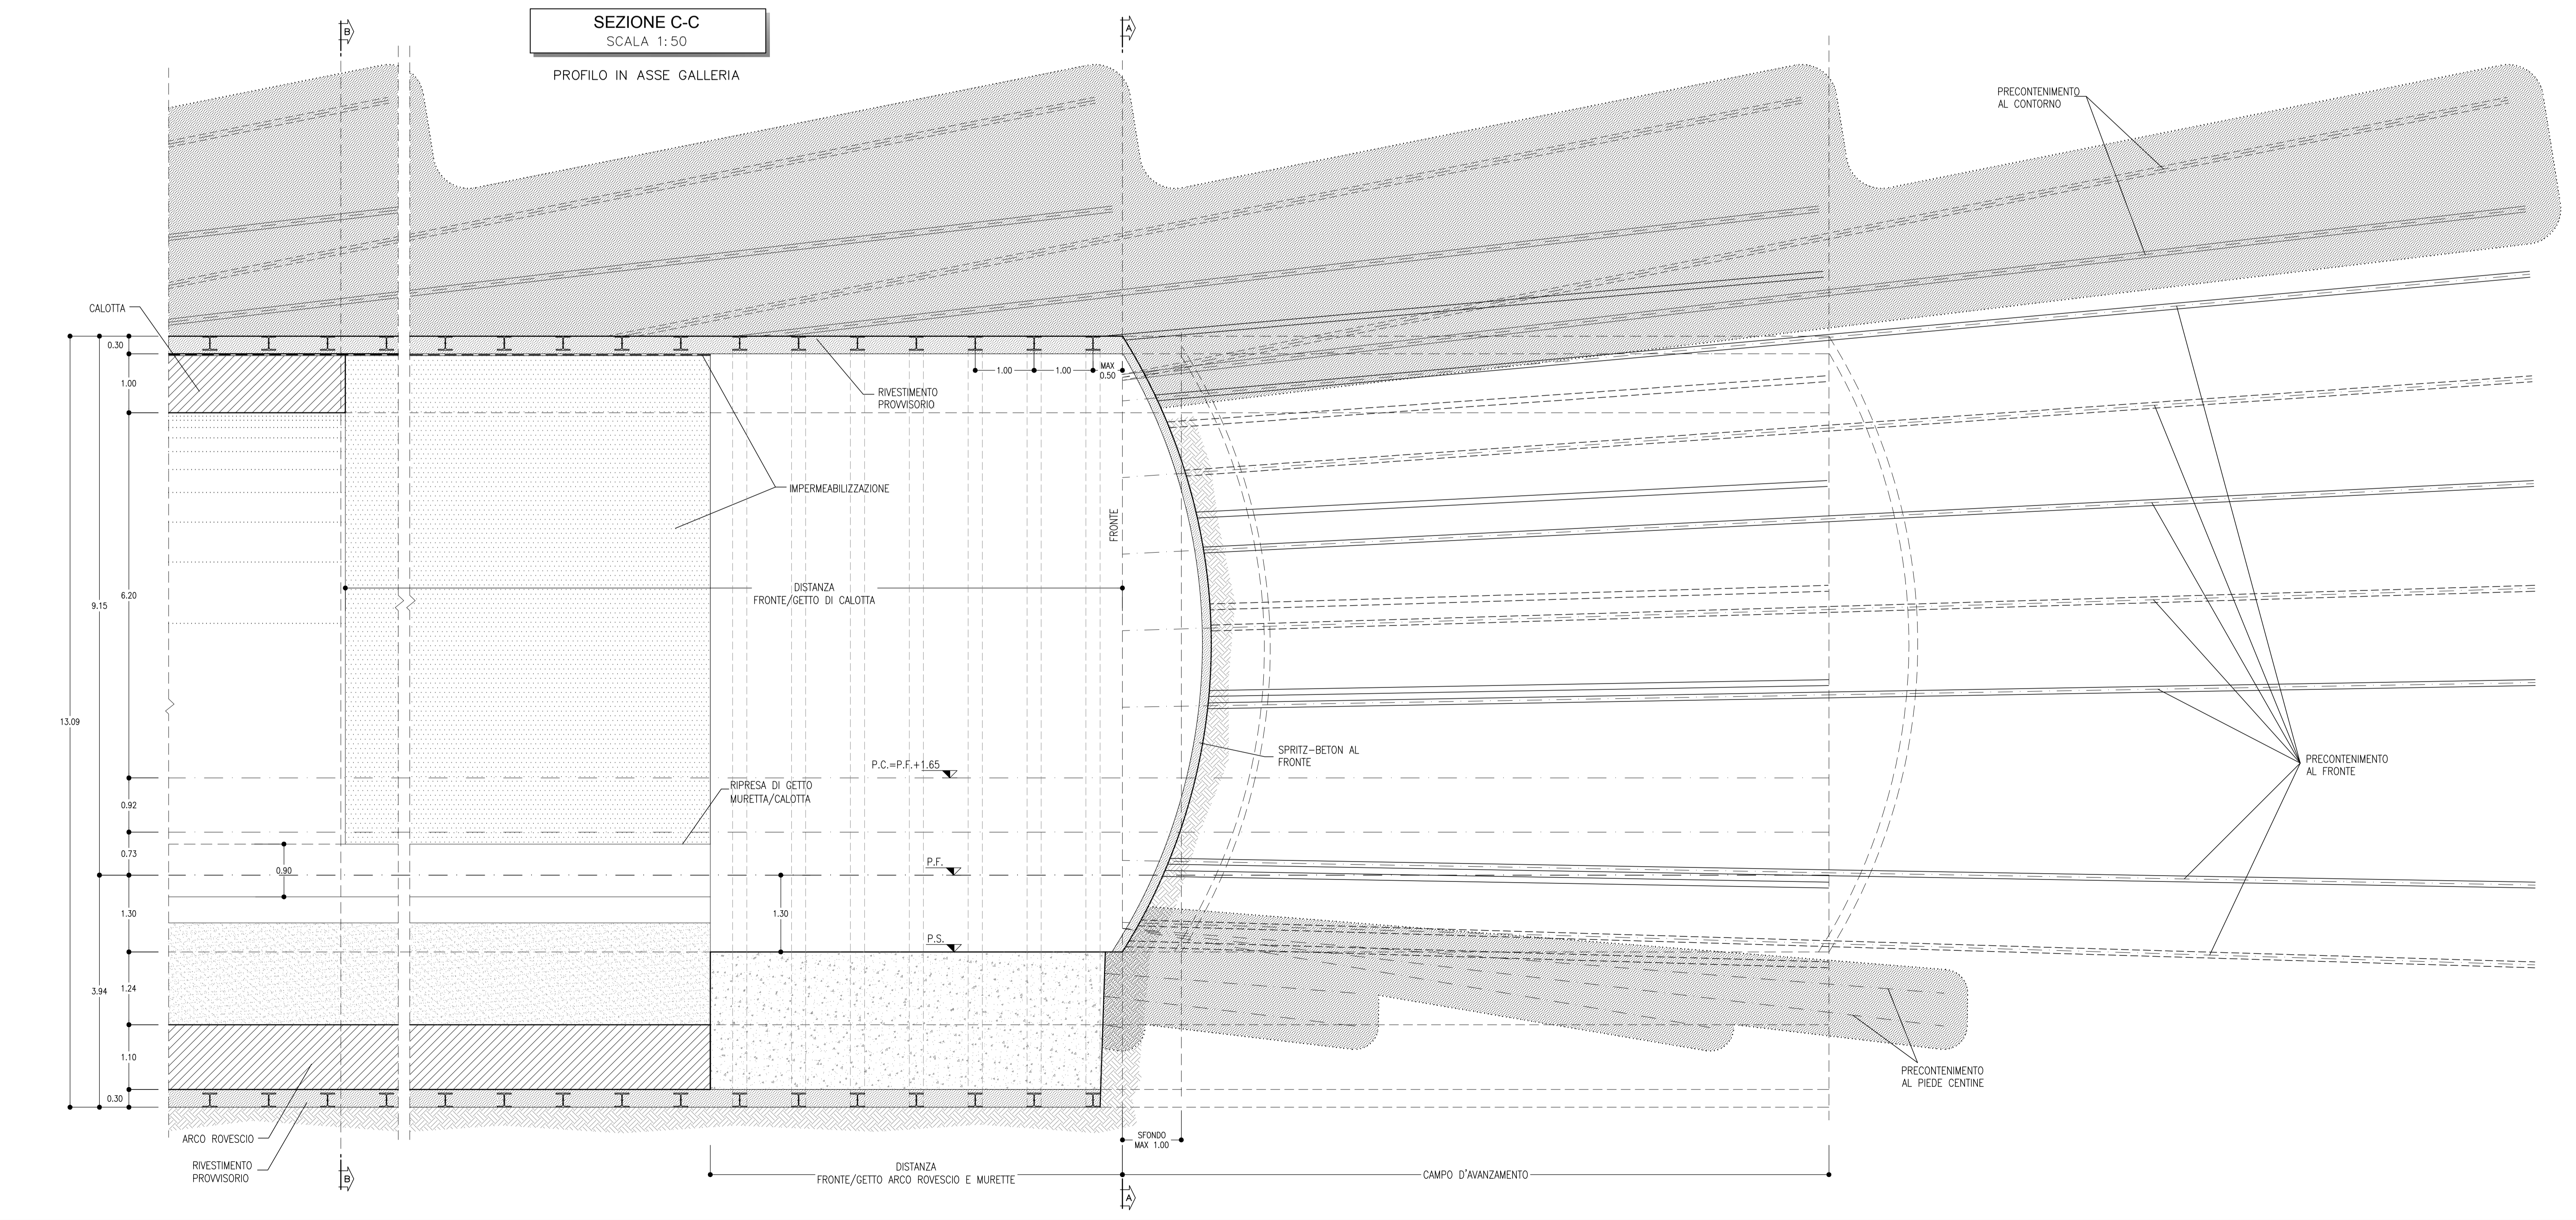 B
SEZIONE C-C
SCALA 1:50
PROFILO IN ASSE GALLERIA
A
PRECONTENIMENTO
AL CONTORNO
CALOTTA
0.30
1.00
1.00
1.00
MAX
0.50
RIVESTIMENTO
PROVVISORIO
IMPERMEABILIZZAZIONE
FRONTE
DISTANZA
FRONTE/GETTO DI CALOTTA
9.15
6.20
13.09
SPRITZ-BETON AL
FRONTE
PRECONTENIMENTO
AL FRONTE
P.C.=P.F.+1.65
RIPRESA DI GETTO
MURETTA/CALOTTA
0.92
0.73
0.90
P.F.
1.30
1.30
P.S.
3.94
1.24
1.10
0.30
PRECONTENIMENTO
AL PIEDE CENTINE
ARCO ROVESCIO
RIVESTIMENTO
PROVVISORIO
SFONDO
MAX 1.00
DISTANZA
FRONTE/GETTO ARCO ROVESCIO E MURETTE
CAMPO D'AVANZAMENTO
B
A